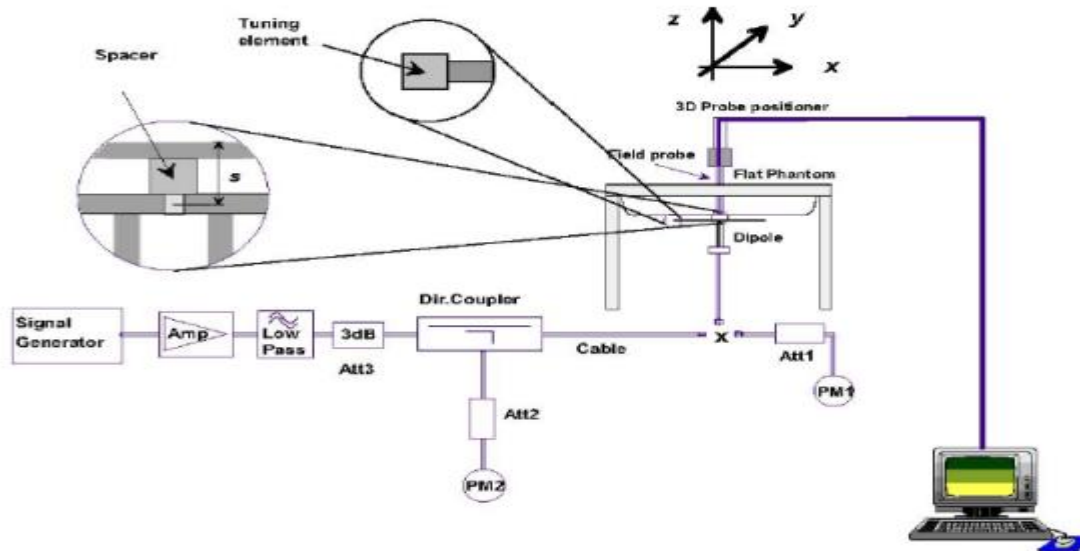 Tuning
element
Spacer
z
y
x
3D Probe positioner
Field probe
s
Flat Phantom
Dipole
Dir.Coupler
Signal
Generator
Amp
Low
Pass
3dB
Att3
Cable
x
Att1
PM1
Att2
PM2